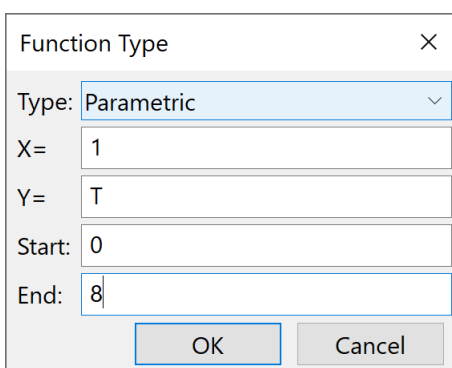 Function Type
Type: Parametric
X= 1
Y= T
Start: 0
End: 8
OK Cancel